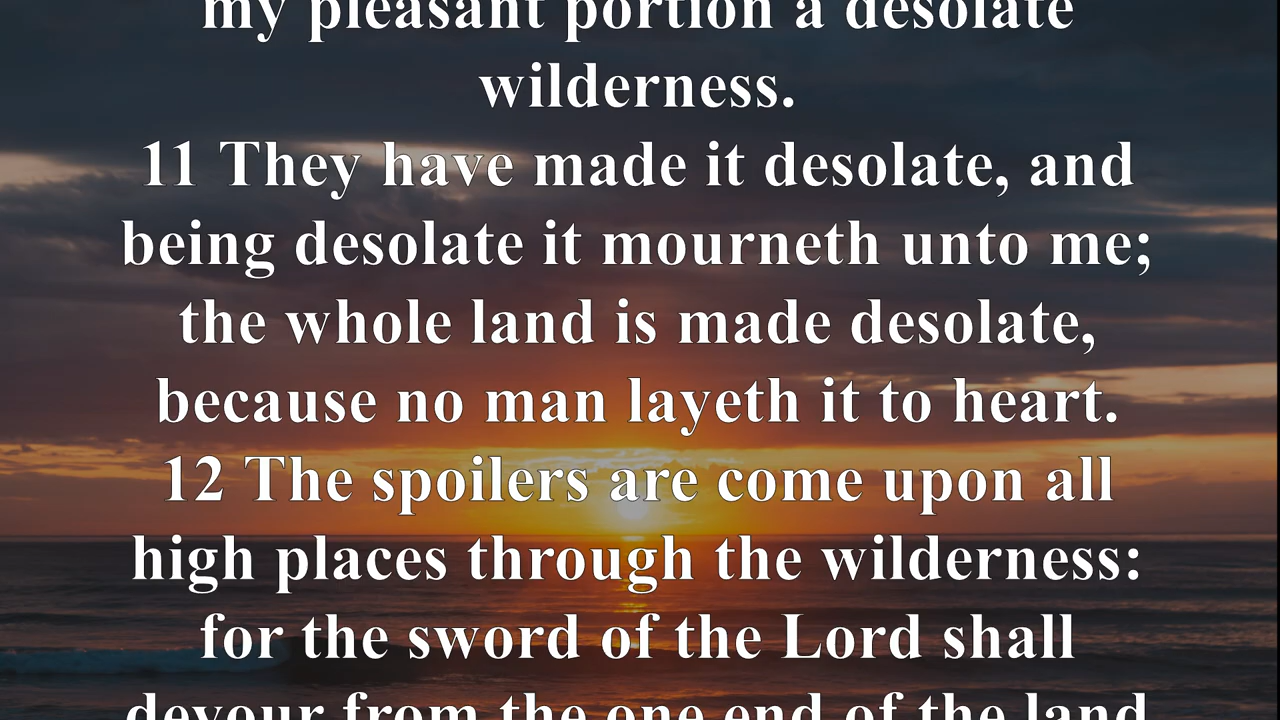 my pleasant portion a desolate
wilderness.
11 They have made it desolate, and
being desolate it mourneth unto me;
the whole land is made desolate,
because no man layeth it to heart.
12 The spoilers are come upon all
high places through the wilderness:
for the sword of the Lord shall
devour from the one end of the land